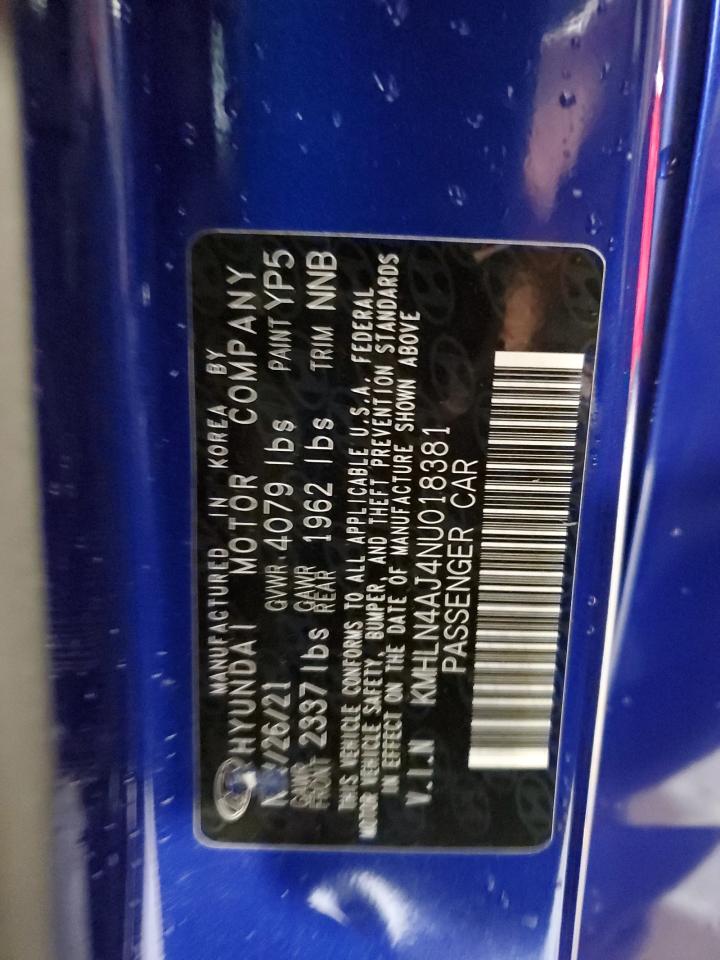 MANUFACTURED IN KOREA BY
HYUNDAI MOTOR COMPANY
/26/21 GVWR 4079 lbs PAINT YP5
GAWR FRONT 2337 lbs GAWR REAR 1962 lbs TRIM NNB
THIS VEHICLE CONFORMS TO ALL APPLICABLE U.S.A. FEDERAL
MOTOR VEHICLE SAFETY, BUMPER, AND THEFT PREVENTION STANDARDS
IN EFFECT ON THE DATE OF MANUFACTURE SHOWN ABOVE
V.I.N KMHLN4AJ4NU018381
PASSENGER CAR